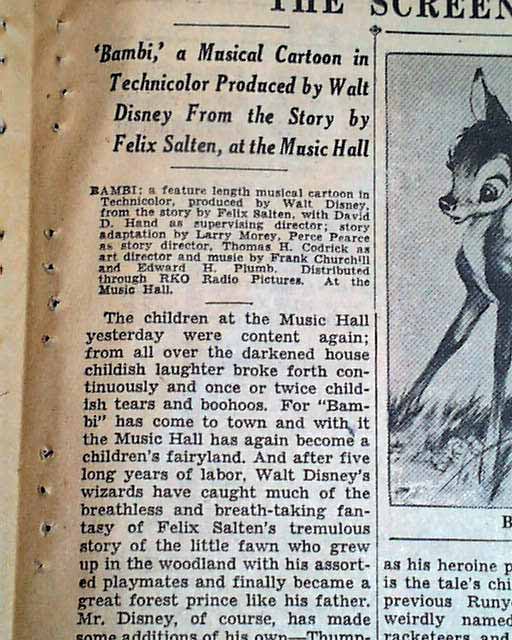 THE SCREEN
'Bambi,' a Musical Cartoon in
Technicolor Produced by Walt
Disney From the Story by
Felix Salten, at the Music Hall
BAMBI; a feature length musical cartoon in
Technicolor, produced by Walt Disney,
from the story by Felix Salten, with David
D. Hand as supervising director; story
adaptation by Larry Morey, Perce Pearce
as story director, Thomas H. Codrick as
art director and music by Frank Churchill
and Edward H. Plumb. Distributed
through RKO Radio Pictures. At the
Music Hall.
The children at the Music Hall
yesterday were content again;
from all over the darkened house
childish laughter broke forth con-
tinuously and once or twice child-
ish tears and boohoos. For "Bam-
bi" has come to town and with it
the Music Hall has again become a
children's fairyland. And after five
long years of labor, Walt Disney's
wizards have caught much of the
breathless and breath-taking fan-
tasy of Felix Salten's tremulous
story of the little fawn who grew
up in the woodland with his assort-
ed playmates and finally became a
great forest prince like his father.
Mr. Disney, of course, has made
some additions of his own—Thump-
B
as his heroine p
is the tale's chi
previous Runy
weirdly named
racketeers and